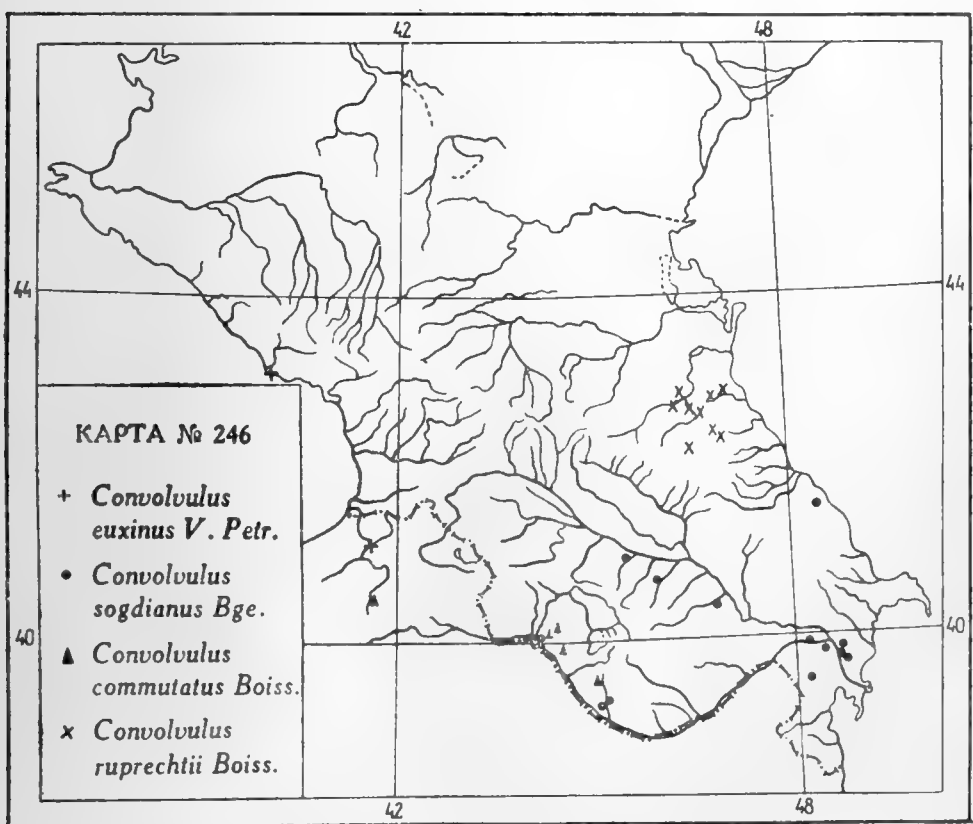 42 48
44 44
КАРТА № 246
+ Convolvulus
euxinus V. Petr.
• Convolvulus
sogdianus Bge.
40 40
▲ Convolvulus
commutatus Boiss.
× Convolvulus
ruprechtii Boiss.
42 48